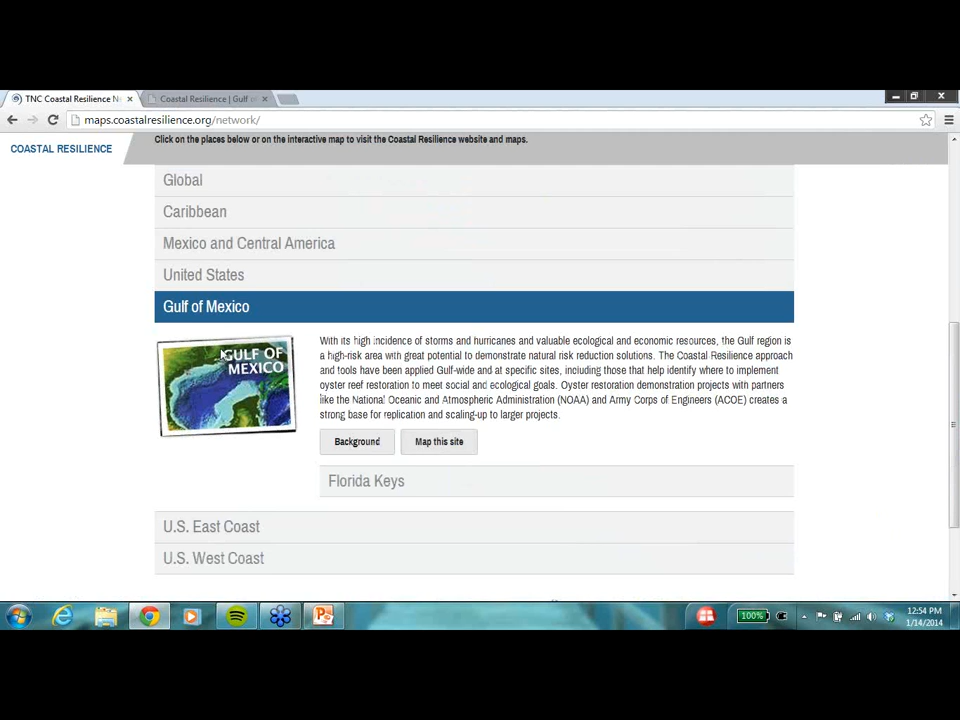 TNC Coastal Resilience N
Coastal Resilience | Gulf
maps.coastalresilience.org/network/
Click on the places below or on the interactive map to visit the Coastal Resilience website and maps.
COASTAL RESILIENCE
Global
Caribbean
Mexico and Central America
United States
Gulf of Mexico
GULF OF
MEXICO
With its high incidence of storms and hurricanes and valuable ecological and economic resources, the Gulf region is
a high-risk area with great potential to demonstrate natural risk reduction solutions. The Coastal Resilience approach
and tools have been applied Gulf-wide and at specific sites, including those that help identify where to implement
oyster reef restoration to meet social and ecological goals. Oyster restoration demonstration projects with partners
like the National Oceanic and Atmospheric Administration (NOAA) and Army Corps of Engineers (ACOE) creates a
strong base for replication and scaling-up to larger projects.
Background
Map this site
Florida Keys
U.S. East Coast
U.S. West Coast
100%
12:54 PM
1/14/2014